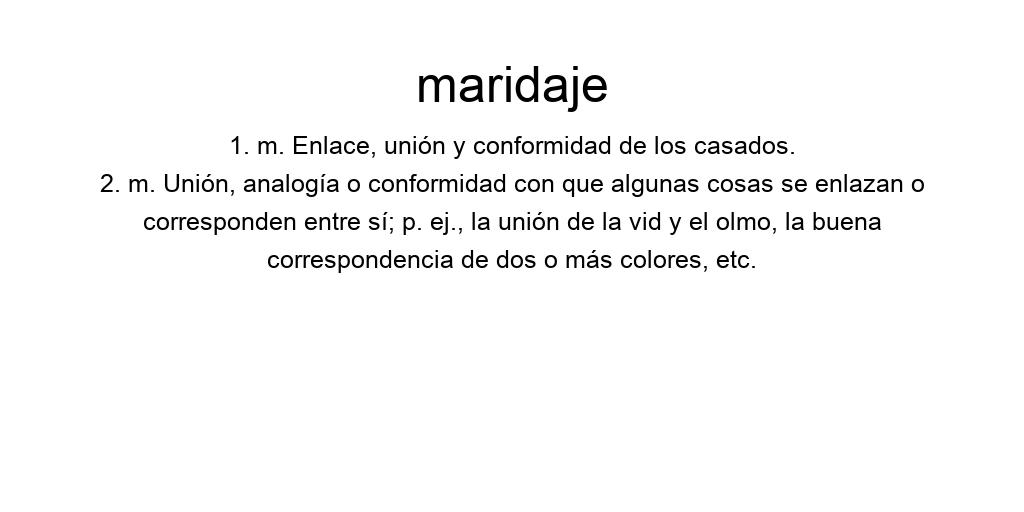 maridaje
1. m. Enlace, unión y conformidad de los casados.
2. m. Unión, analogía o conformidad con que algunas cosas se enlazan o
corresponden entre sí; p. ej., la unión de la vid y el olmo, la buena
correspondencia de dos o más colores, etc.